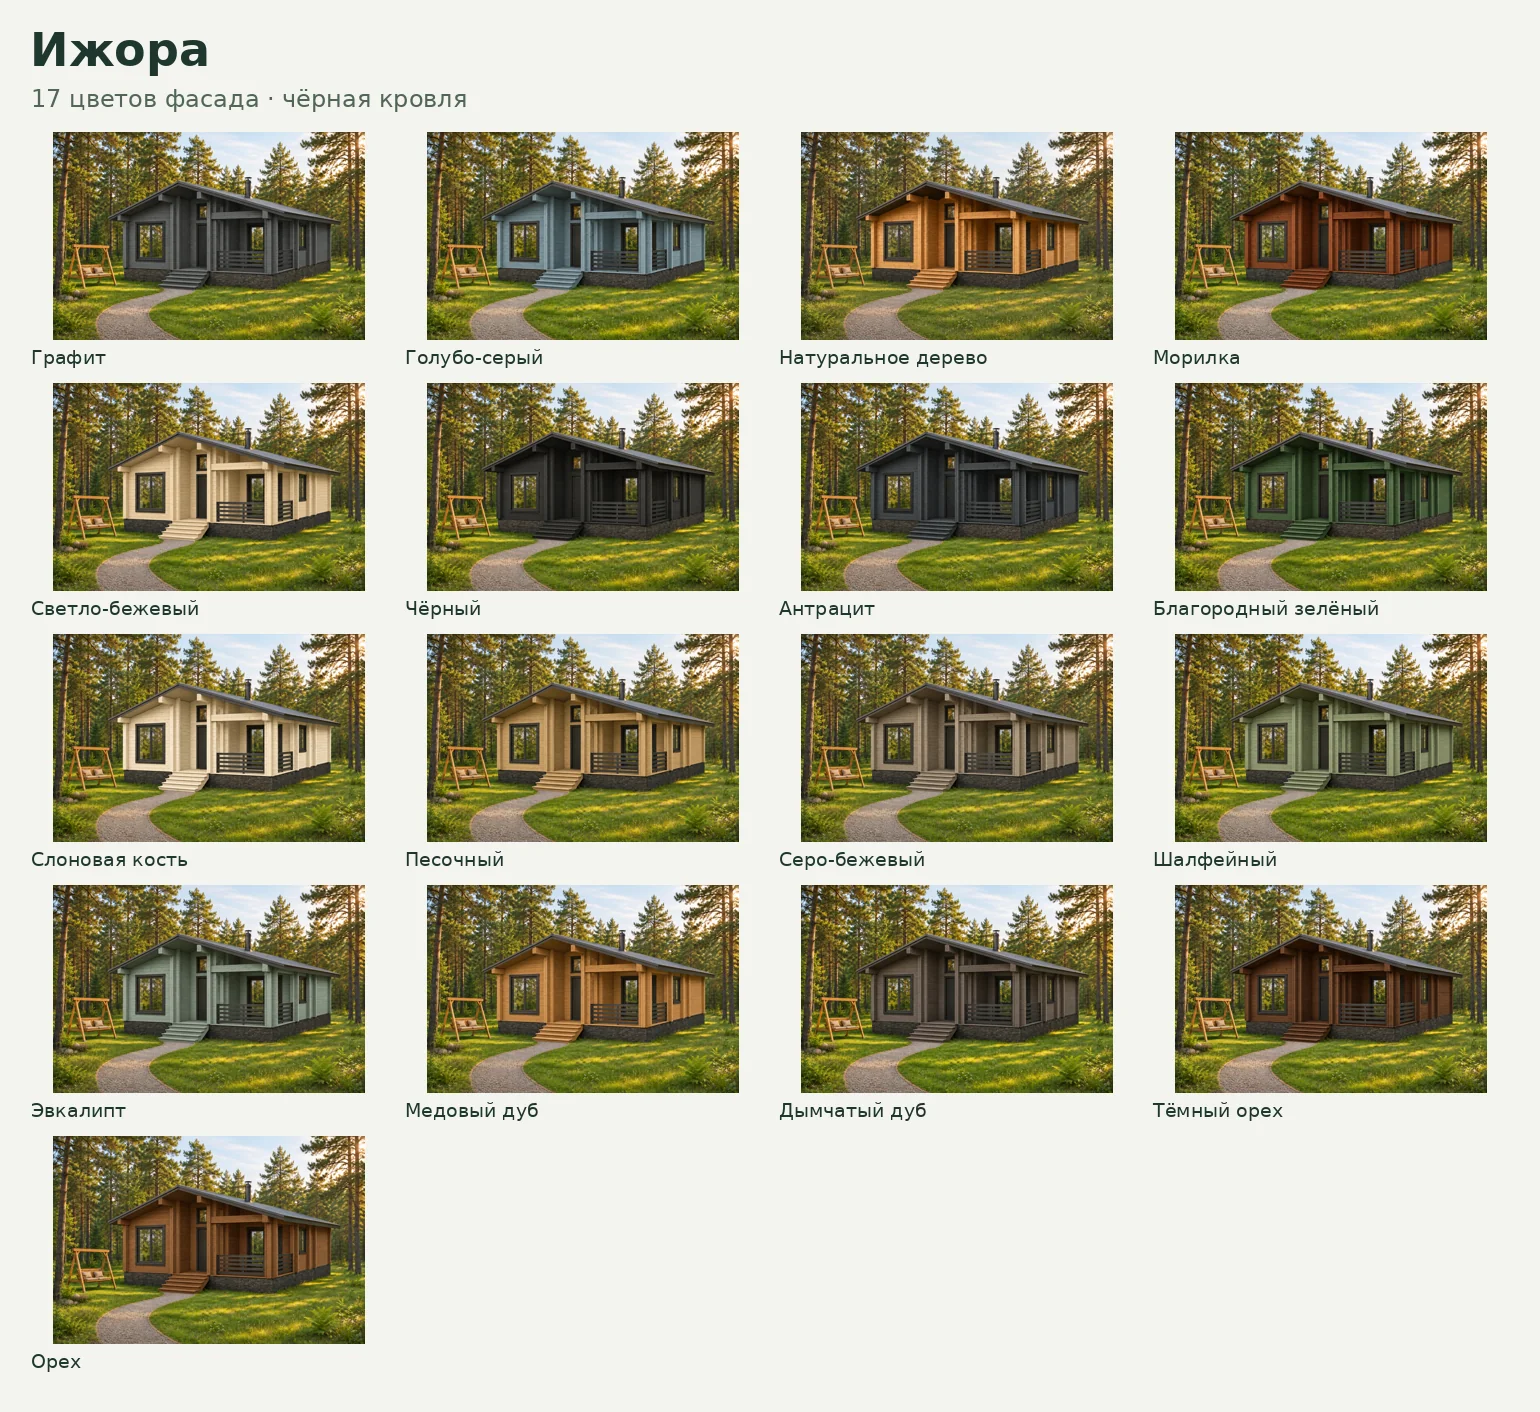 Ижора
17 цветов фасада · чёрная кровля
Графит
Голубо-серый
Натуральное дерево
Морилка
Светло-бежевый
Чёрный
Антрацит
Благородный зелёный
Слоновая кость
Песочный
Серо-бежевый
Шалфейный
Эвкалипт
Медовый дуб
Дымчатый дуб
Тёмный орех
Орех